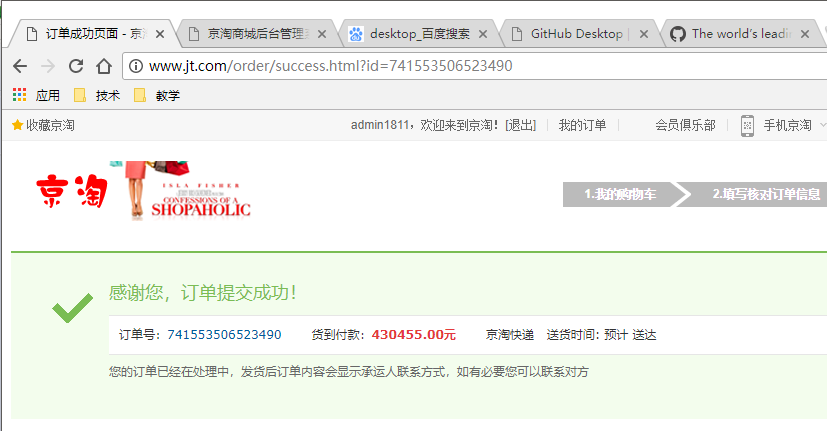 订单成功页面 - 京淘 京淘商城后台管理系 desktop_百度搜索 GitHub Desktop The world's leadin
www.jt.com/order/success.html?id=741553506523490
应用 技术 教学
收藏京淘 admin1811，欢迎来到京淘！[退出] 我的订单 会员俱乐部 手机京淘
京淘
ISLA FISHER
CONFESSIONS OF A
SHOPAHOLIC
1.我的购物车 2.填写核对订单信息
感谢您，订单提交成功！
订单号：741553506523490 货到付款：430455.00元 京淘快递 送货时间：预计 送达
您的订单已经在处理中，发货后订单内容会显示承运人联系方式，如有必要您可以联系对方